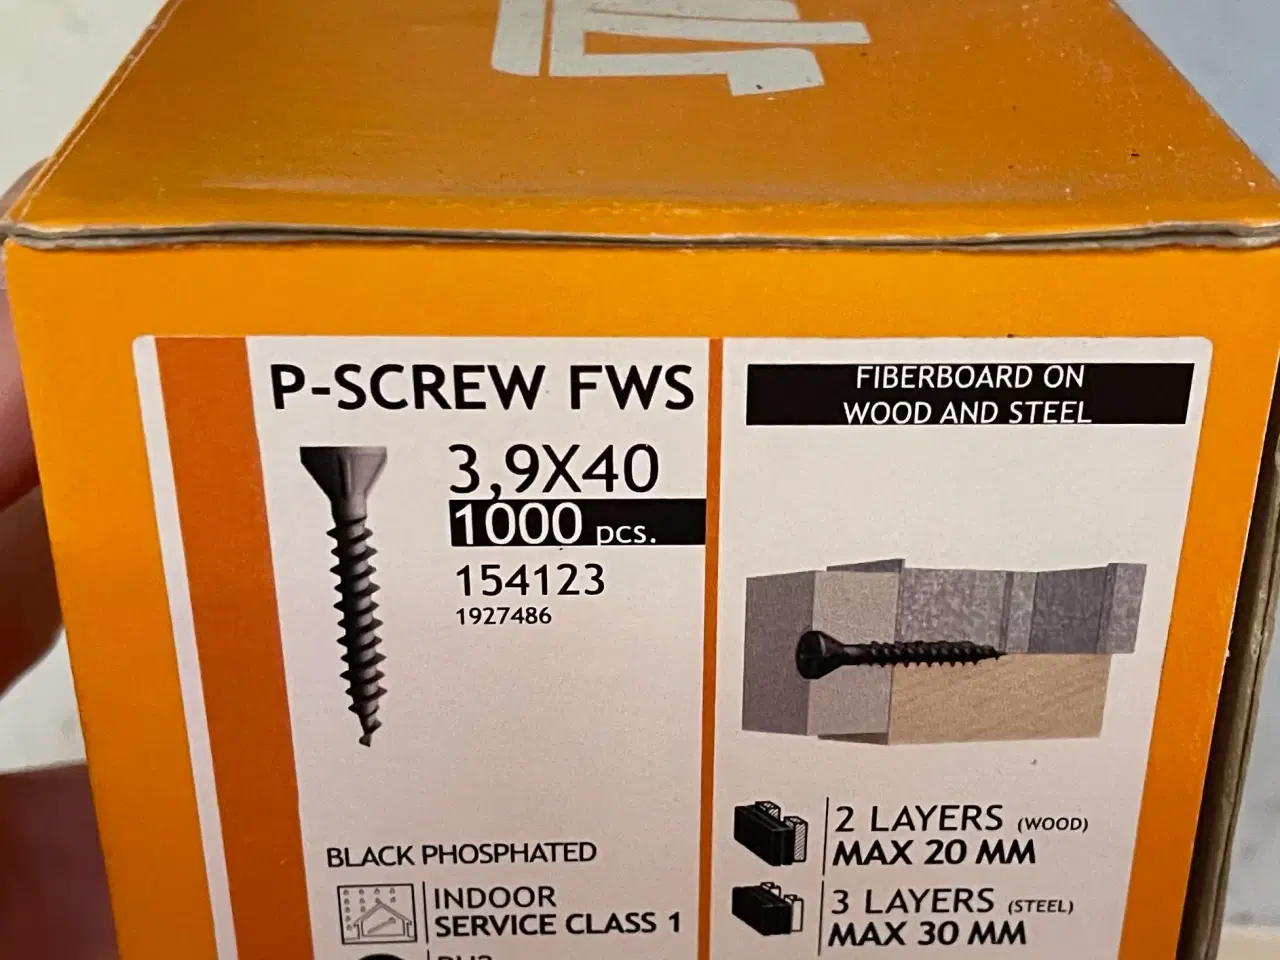 P-SCREW FWS
3,9X40
1000 pcs.
154123
1927486
BLACK PHOSPHATED
INDOOR
SERVICE CLASS 1
FIBERBOARD ON
WOOD AND STEEL
2 LAYERS (WOOD)
MAX 20 MM
3 LAYERS (STEEL)
MAX 30 MM